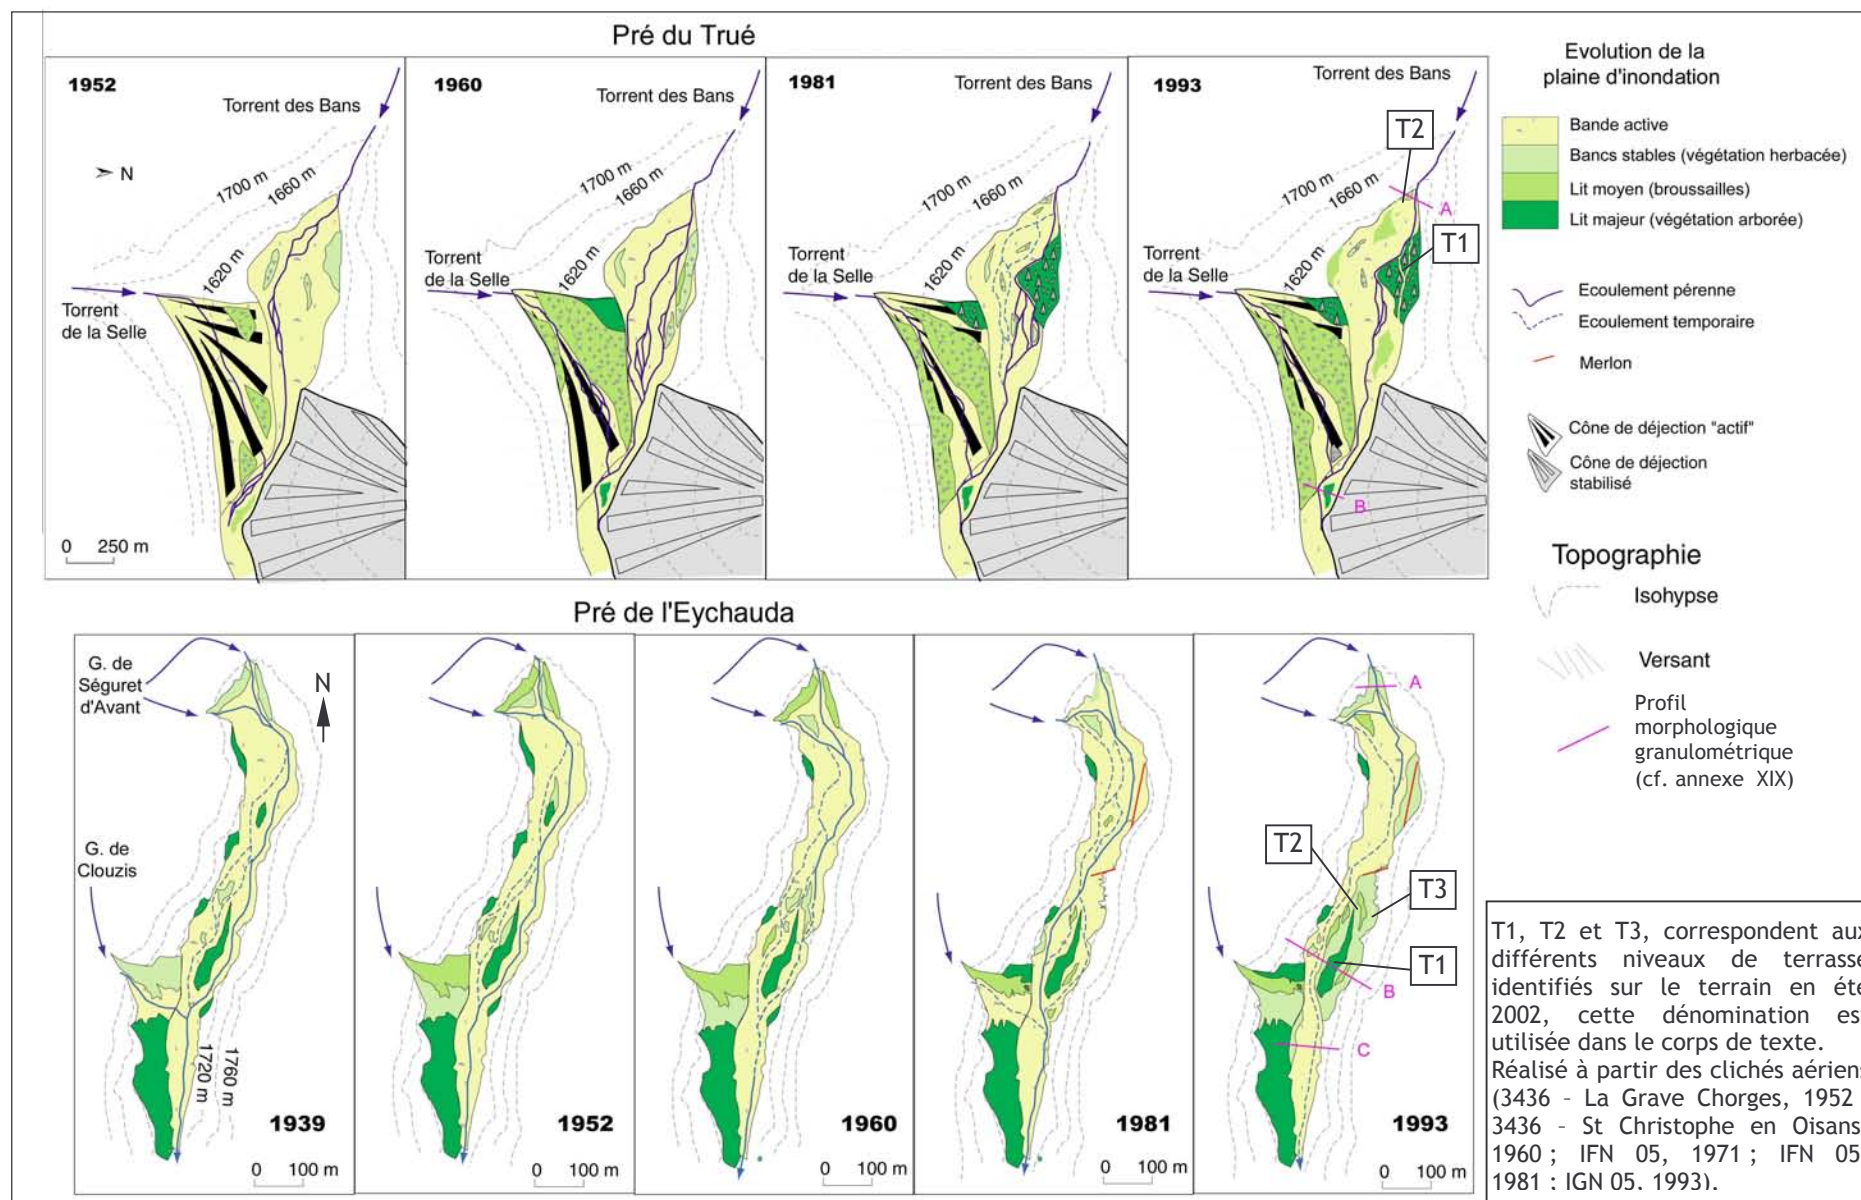 Pré du Trué
1952
Torrent des Bans
N
1700 m
1660 m
1620 m
Torrent
de la Selle
0 250 m
1960
Torrent des Bans
1700 m
1660 m
1620 m
Torrent
de la Selle
1981
Torrent des Bans
1700 m
1660 m
1620 m
Torrent
de la Selle
1993
Torrent des Bans
T2
1700 m
1660 m
A
T1
1620 m
Torrent
de la Selle
B
Evolution de la
plaine d'inondation
Bande active
Bancs stables (végétation herbacée)
Lit moyen (broussailles)
Lit majeur (végétation arborée)
Ecoulement pérenne
Ecoulement temporaire
Merlon
Cône de déjection "actif"
Cône de déjection
stabilisé
Topographie
Isohypse
Versant
Profil
morphologique
granulométrique
(cf. annexe XIX)
Pré de l'Eychauda
G. de
Séguret
d'Avant
N
G. de
Clouzis
1720 m
1760 m
1939
0 100 m
1952
0 100 m
1960
0 100 m
1981
0 100 m
A
T2
T3
T1
B
C
1993
0 100 m
T1, T2 et T3, correspondent aux
différents niveaux de terrasse
identifiés sur le terrain en été
2002, cette dénomination est
utilisée dans le corps de texte.
Réalisé à partir des clichés aériens
(3436 - La Grave Chorges, 1952
3436 - St Christophe en Oisans
1960 ; IFN 05, 1971 ; IFN 05
1981 ; IGN 05, 1993).